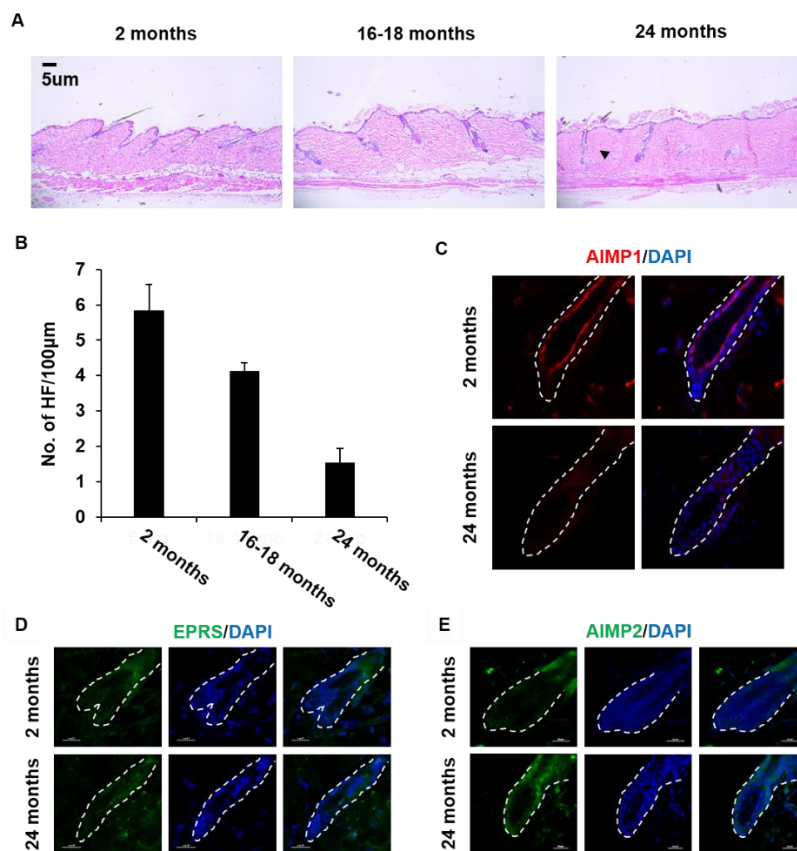 A
2 months
16-18 months
24 months
5um
B
No. of HF/100µm
7
6
5
4
3
2
1
0
2 months
16-18 months
24 months
C
AIMP1/DAPI
2 months
24 months
D
EPRS/DAPI
2 months
24 months
E
AIMP2/DAPI
2 months
24 months